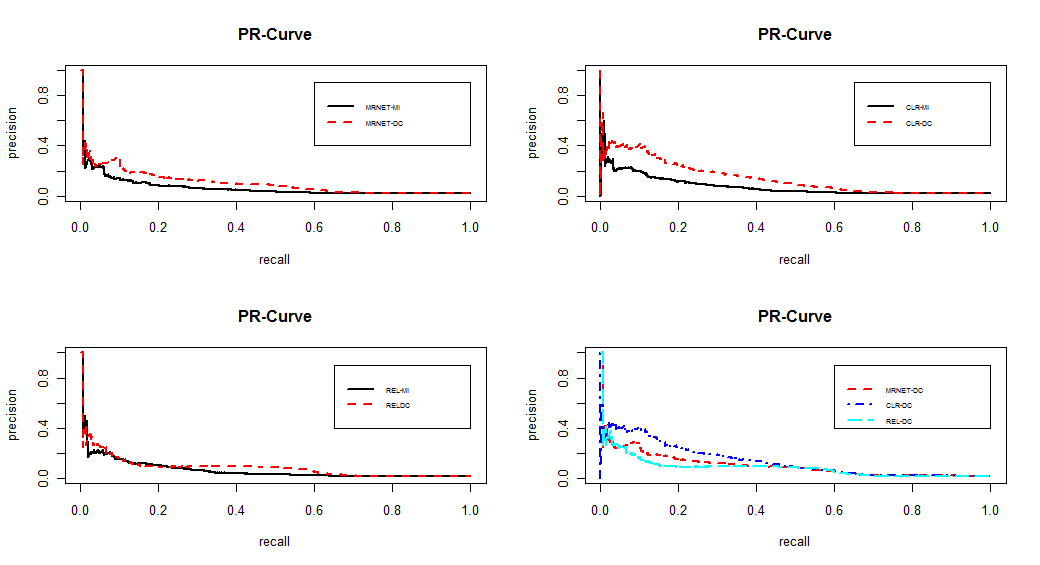 PR-Curve
precision
0.0 0.4 0.8
MRNET-MI
MRNET-DC
0.0 0.2 0.4 0.6 0.8 1.0
recall
PR-Curve
precision
0.0 0.4 0.8
CLR-MI
CLR-DC
0.0 0.2 0.4 0.6 0.8 1.0
recall
PR-Curve
precision
0.0 0.4 0.8
REL-MI
RELDC
0.0 0.2 0.4 0.6 0.8 1.0
recall
PR-Curve
precision
0.0 0.4 0.8
MRNET-DC
CLR-DC
REL-DC
0.0 0.2 0.4 0.6 0.8 1.0
recall